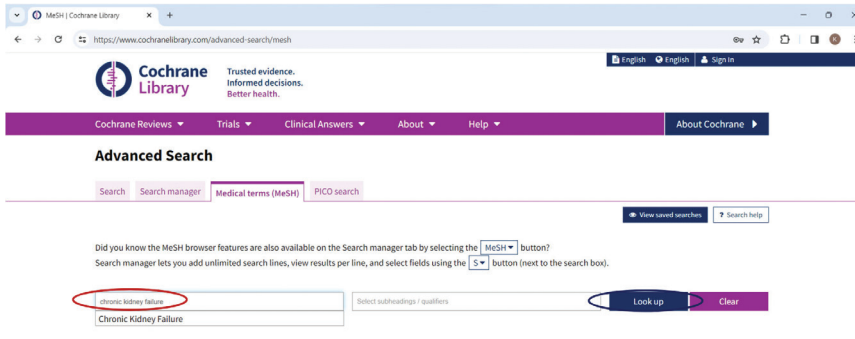 MeSH | Cochrane Library
https://www.cochranelibrary.com/advanced-search/mesh
K
English English Sign In
Cochrane
Library
Trusted evidence.
Informed decisions.
Better health.
Cochrane Reviews Trials Clinical Answers About Help About Cochrane
Advanced Search
Search Search manager Medical terms (MeSH) PICO search
View saved searches ? Search help
Did you know the MeSH browser features are also available on the Search manager tab by selecting the MeSH button?
Search manager lets you add unlimited search lines, view results per line, and select fields using the S button (next to the search box).
chronic kidney failure Select subheadings / qualifiers Look up Clear
Chronic Kidney Failure